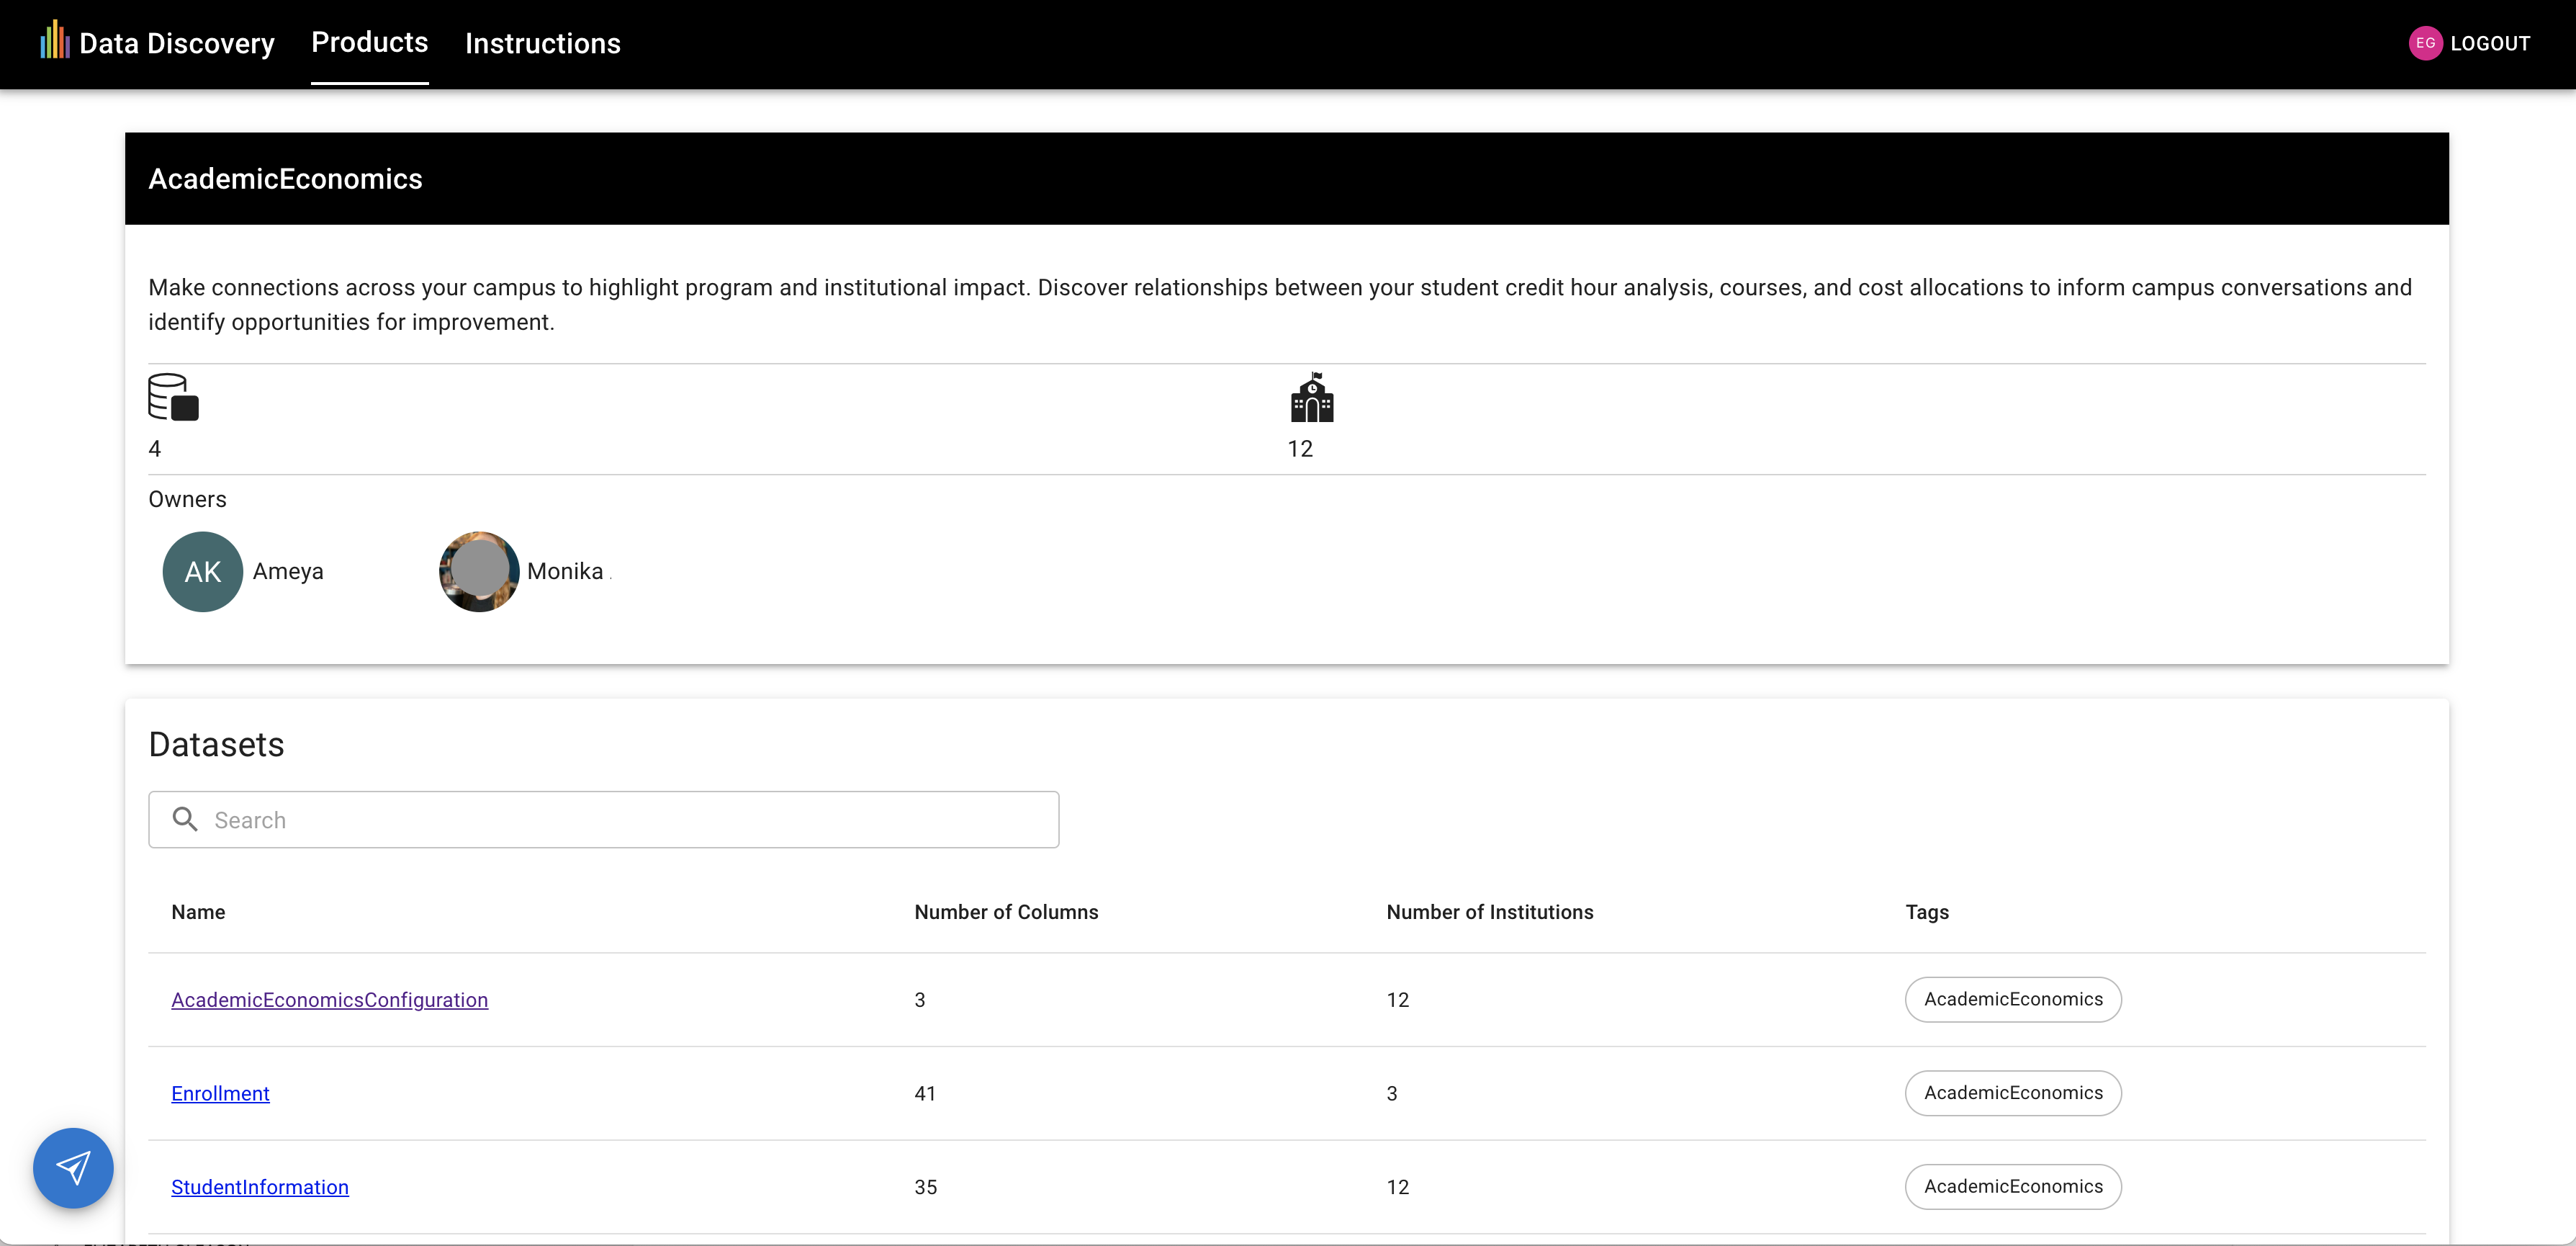 Data Discovery Products Instructions EG LOGOUT
AcademicEconomics
Make connections across your campus to highlight program and institutional impact. Discover relationships between your student credit hour analysis, courses, and cost allocations to inform campus conversations and
identify opportunities for improvement.
4 12
Owners
AK Ameya Monika
Datasets
Search
Name Number of Columns Number of Institutions Tags
AcademicEconomicsConfiguration 3 12 AcademicEconomics
Enrollment 41 3 AcademicEconomics
StudentInformation 35 12 AcademicEconomics